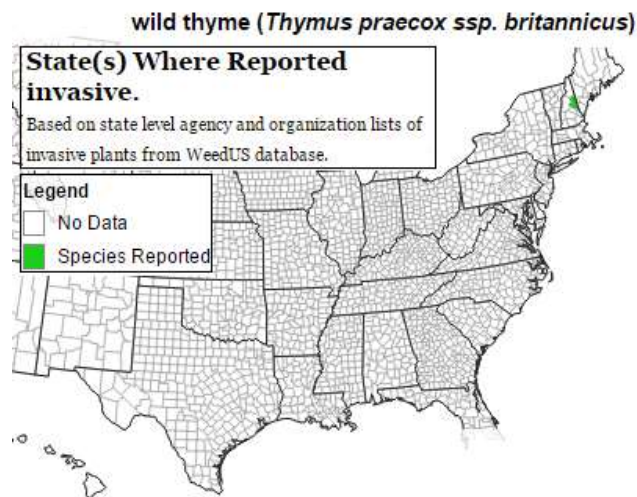 wild thyme (Thymus praecox ssp. britannicus)
State(s) Where Reported
invasive.
Based on state level agency and organization lists of
invasive plants from WeedUS database.
Legend
No Data
Species Reported